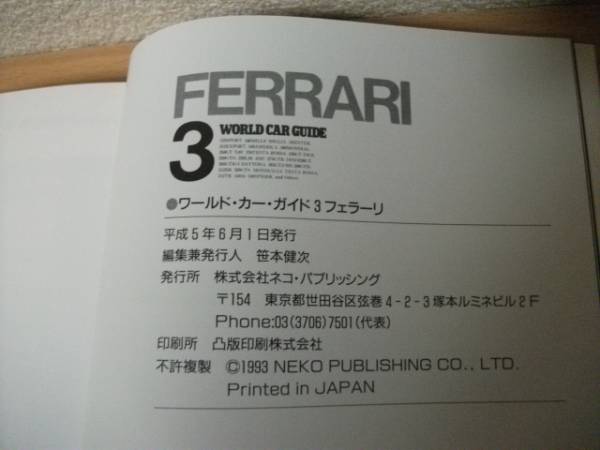 FERRARI
3
WORLD CAR GUIDE
●ワールド・カー・ガイド3フェラーリ
平成5年6月1日発行
編集兼発行人 笹本健次
発行所 株式会社ネコ・パブリッシング
〒154 東京都世田谷区弦巻4-2-3塚本ルミネビル2F
Phone:03(3706)7501(代表)
印刷所 凸版印刷株式会社
不許複製 ©1993 NEKO PUBLISHING CO., LTD.
Printed in JAPAN